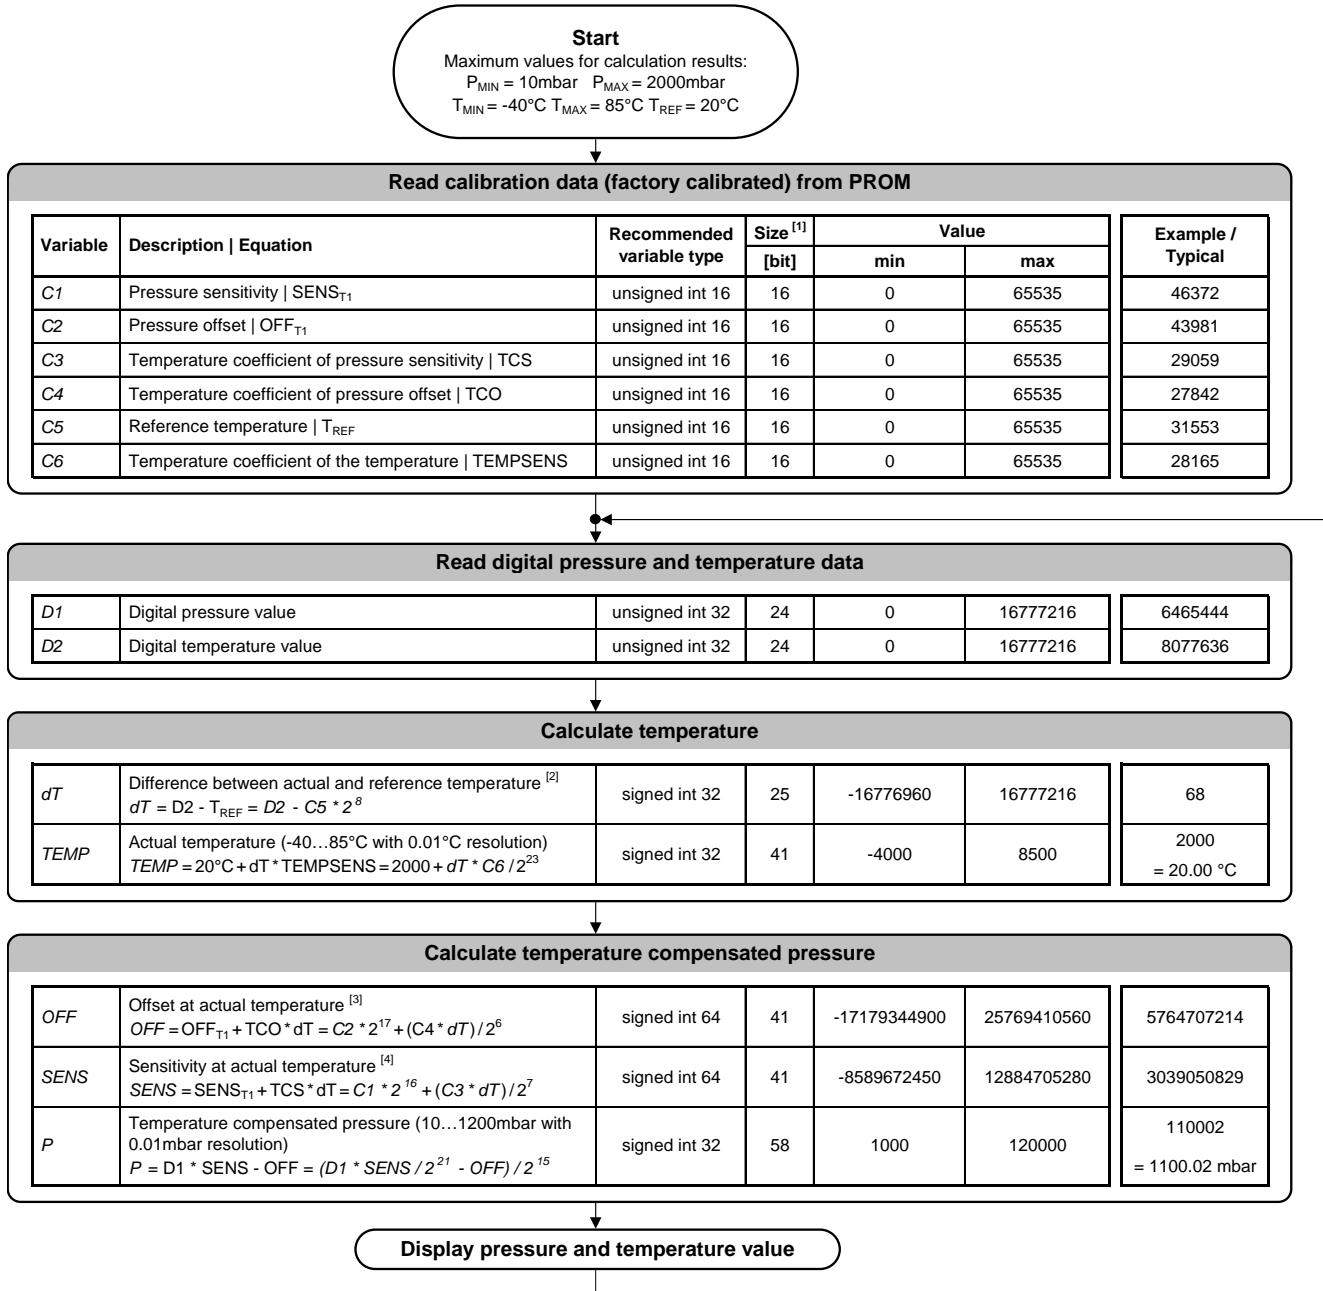 Start
Maximum values for calculation results:
P_MIN = 10mbar P_MAX = 2000mbar
T_MIN = -40°C T_MAX = 85°C T_REF = 20°C
Read calibration data (factory calibrated) from PROM
Variable | Description | Equation | Recommended variable type | Size [1] [bit] | Value min | max | Example / Typical
C1 | Pressure sensitivity | SENS_T1 | unsigned int 16 | 16 | 0 | 65535 | 46372
C2 | Pressure offset | OFF_T1 | unsigned int 16 | 16 | 0 | 65535 | 43981
C3 | Temperature coefficient of pressure sensitivity | TCS | unsigned int 16 | 16 | 0 | 65535 | 29059
C4 | Temperature coefficient of pressure offset | TCO | unsigned int 16 | 16 | 0 | 65535 | 27842
C5 | Reference temperature | T_REF | unsigned int 16 | 16 | 0 | 65535 | 31553
C6 | Temperature coefficient of the temperature | TEMPSENS | unsigned int 16 | 16 | 0 | 65535 | 28165
Read digital pressure and temperature data
D1 | Digital pressure value | unsigned int 32 | 24 | 0 | 16777216 | 6465444
D2 | Digital temperature value | unsigned int 32 | 24 | 0 | 16777216 | 8077636
Calculate temperature
Difference between actual and reference temperature [2]
dT | dT = D2 - T_REF = D2 - C5 * 2^8 | signed int 32 | 25 | -16776960 | 16777216 | 68
Actual temperature (-40…85°C with 0.01°C resolution)
TEMP | TEMP = 20°C + dT * TEMPSENS = 2000 + dT * C6 / 2^23 | signed int 32 | 41 | -4000 | 8500 | 2000
= 20.00 °C
Calculate temperature compensated pressure
Offset at actual temperature [3]
OFF | OFF = OFF_T1 + TCO * dT = C2 * 2^17 + (C4 * dT) / 2^6 | signed int 64 | 41 | -17179344900 | 25769410560 | 5764707214
Sensitivity at actual temperature [4]
SENS | SENS = SENS_T1 + TCS * dT = C1 * 2^16 + (C3 * dT) / 2^7 | signed int 64 | 41 | -8589672450 | 12884705280 | 3039050829
Temperature compensated pressure (10…1200mbar with
0.01mbar resolution)
P | P = D1 * SENS - OFF = (D1 * SENS / 2^21 - OFF) / 2^15 | signed int 32 | 58 | 1000 | 120000 | 110002
= 1100.02 mbar
Display pressure and temperature value